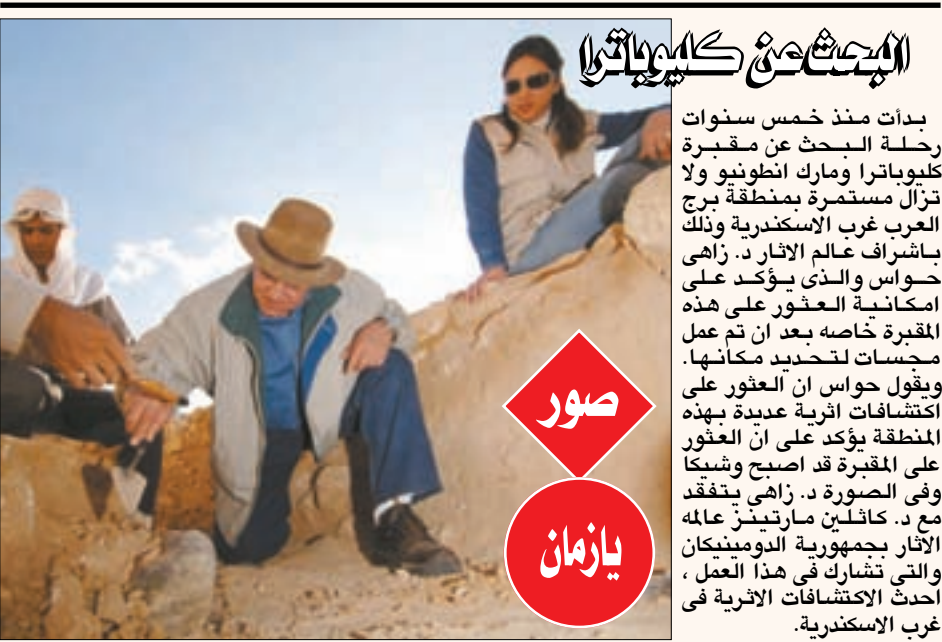 البحث عن كليوباترا
بدأت منذ خمس سنوات
رحلة البحث عن مقبرة
كليوباترا ومارك انطونيو ولا
تزال مستمرة بمنطقة برج
العرب غرب الاسكندرية وذلك
باشراف عالم الاثار د. زاهى
حواس والذى يؤكد على
امكانية العثور على هذه
المقبرة خاصه بعد ان تم عمل
مجسات لتحديد مكانها.
ويقول حواس ان العثور على
اكتشافات اثرية عديدة بهذه
المنطقة يؤكد على ان العثور
على المقبرة قد اصبح وشيكا
وفى الصورة د. زاهى يتفقد
مع د. كاثلين مارتينز عالمه
الاثار بجمهورية الدومينيكان
والتى تشارك فى هذا العمل ،
احدث الاكتشافات الاثرية فى
غرب الاسكندرية.
صور
يازمان